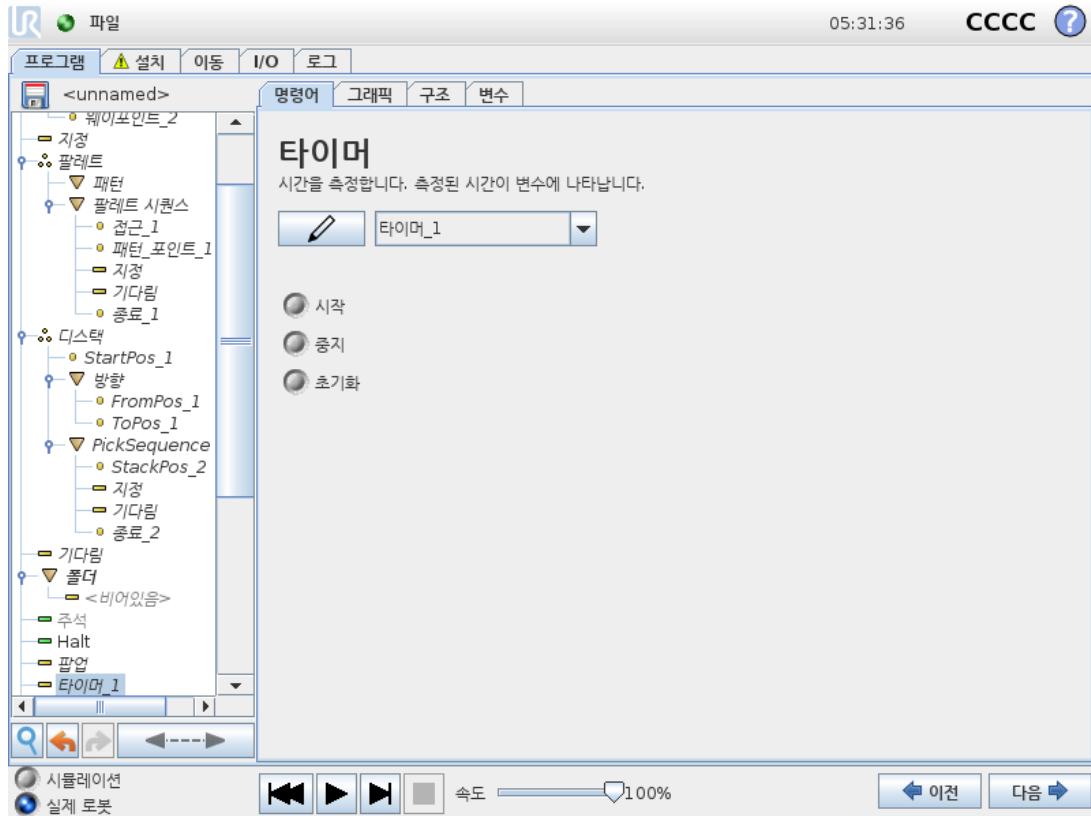 UR 파일 05:31:36 CCCC ?
프로그램 설치 이동 I/O 로그
<unnamed>
명령어 그래픽 구조 변수
웨이포인트_2
지정
팔레트
패턴
팔레트 시퀀스
접근_1
패턴_포인트_1
지정
기다림
종료_1
디스택
StartPos_1
방향
FromPos_1
ToPos_1
PickSequence
StackPos_2
지정
기다림
종료_2
기다림
폴더
<비어있음>
주석
Halt
팝업
타이머_1
타이머
시간을 측정합니다. 측정된 시간이 변수에 나타납니다.
타이머_1
시작
중지
초기화
시뮬레이션
실제 로봇
속도 100%
이전 다음